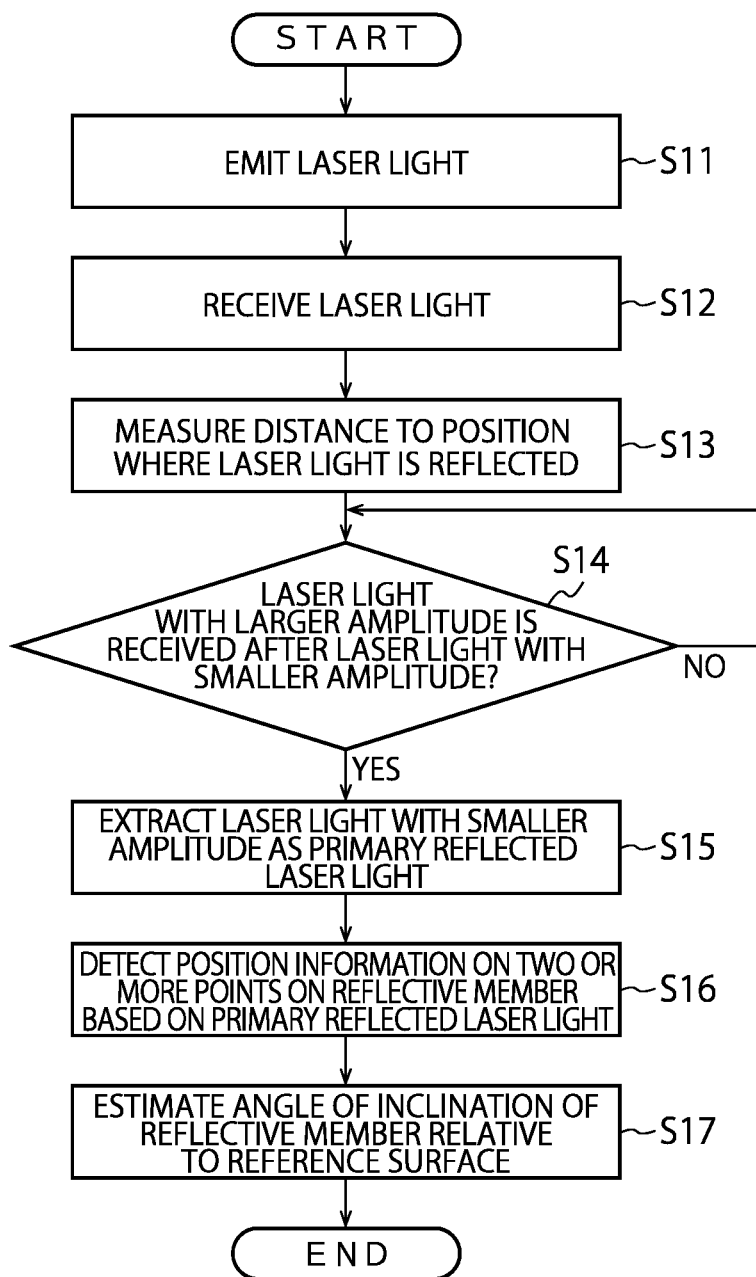 START
EMIT LASER LIGHT
S11
RECEIVE LASER LIGHT
S12
MEASURE DISTANCE TO POSITION
WHERE LASER LIGHT IS REFLECTED
S13
S14
LASER LIGHT
WITH LARGER AMPLITUDE IS
RECEIVED AFTER LASER LIGHT WITH
SMALLER AMPLITUDE?
NO
YES
EXTRACT LASER LIGHT WITH SMALLER
AMPLITUDE AS PRIMARY REFLECTED
LASER LIGHT
S15
DETECT POSITION INFORMATION ON TWO OR
MORE POINTS ON REFLECTIVE MEMBER
BASED ON PRIMARY REFLECTED LASER LIGHT
S16
ESTIMATE ANGLE OF INCLINATION OF
REFLECTIVE MEMBER RELATIVE
TO REFERENCE SURFACE
S17
END